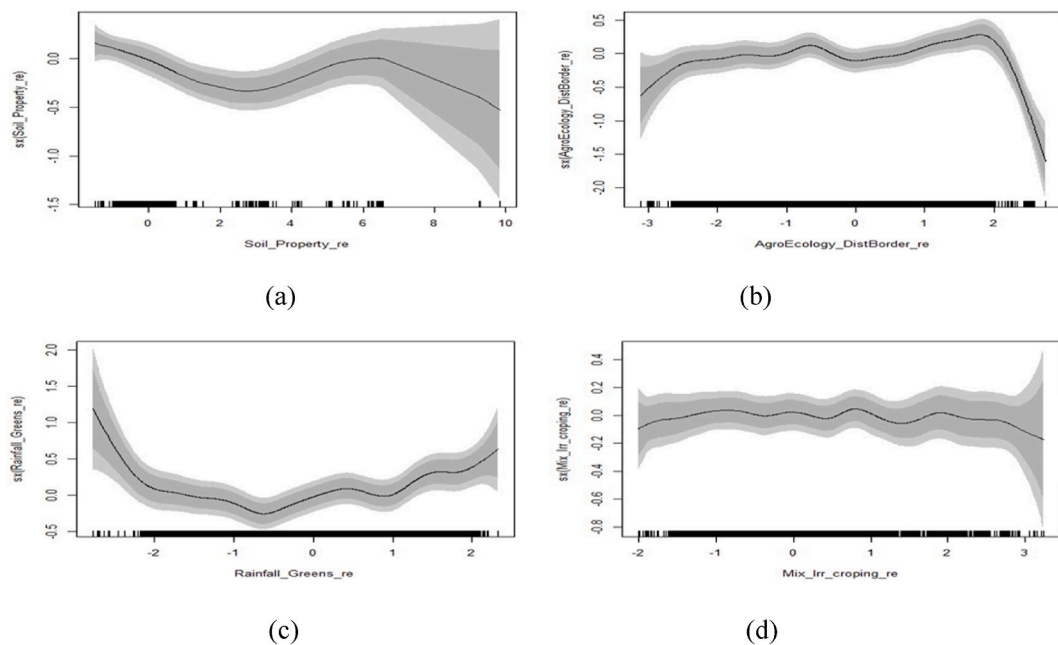 sx(Soil_Property_re)
0.0
-0.5
-1.0
-1.5
0 2 4 6 8 10
Soil_Property_re
(a)
sx(AgroEcology_DistBorder_re)
0.5
0.0
-0.5
-1.0
-1.5
-2.0
-3 -2 -1 0 1 2
AgroEcology_DistBorder_re
(b)
sx(Rainfall_Greens_re)
2.0
1.5
1.0
0.5
0.0
-0.5
-2 -1 0 1 2
Rainfall_Greens_re
(c)
sx(Mix_Irr_croping_re)
0.4
0.2
0.0
-0.2
-0.4
-0.6
-0.8
-2 -1 0 1 2 3
Mix_Irr_croping_re
(d)